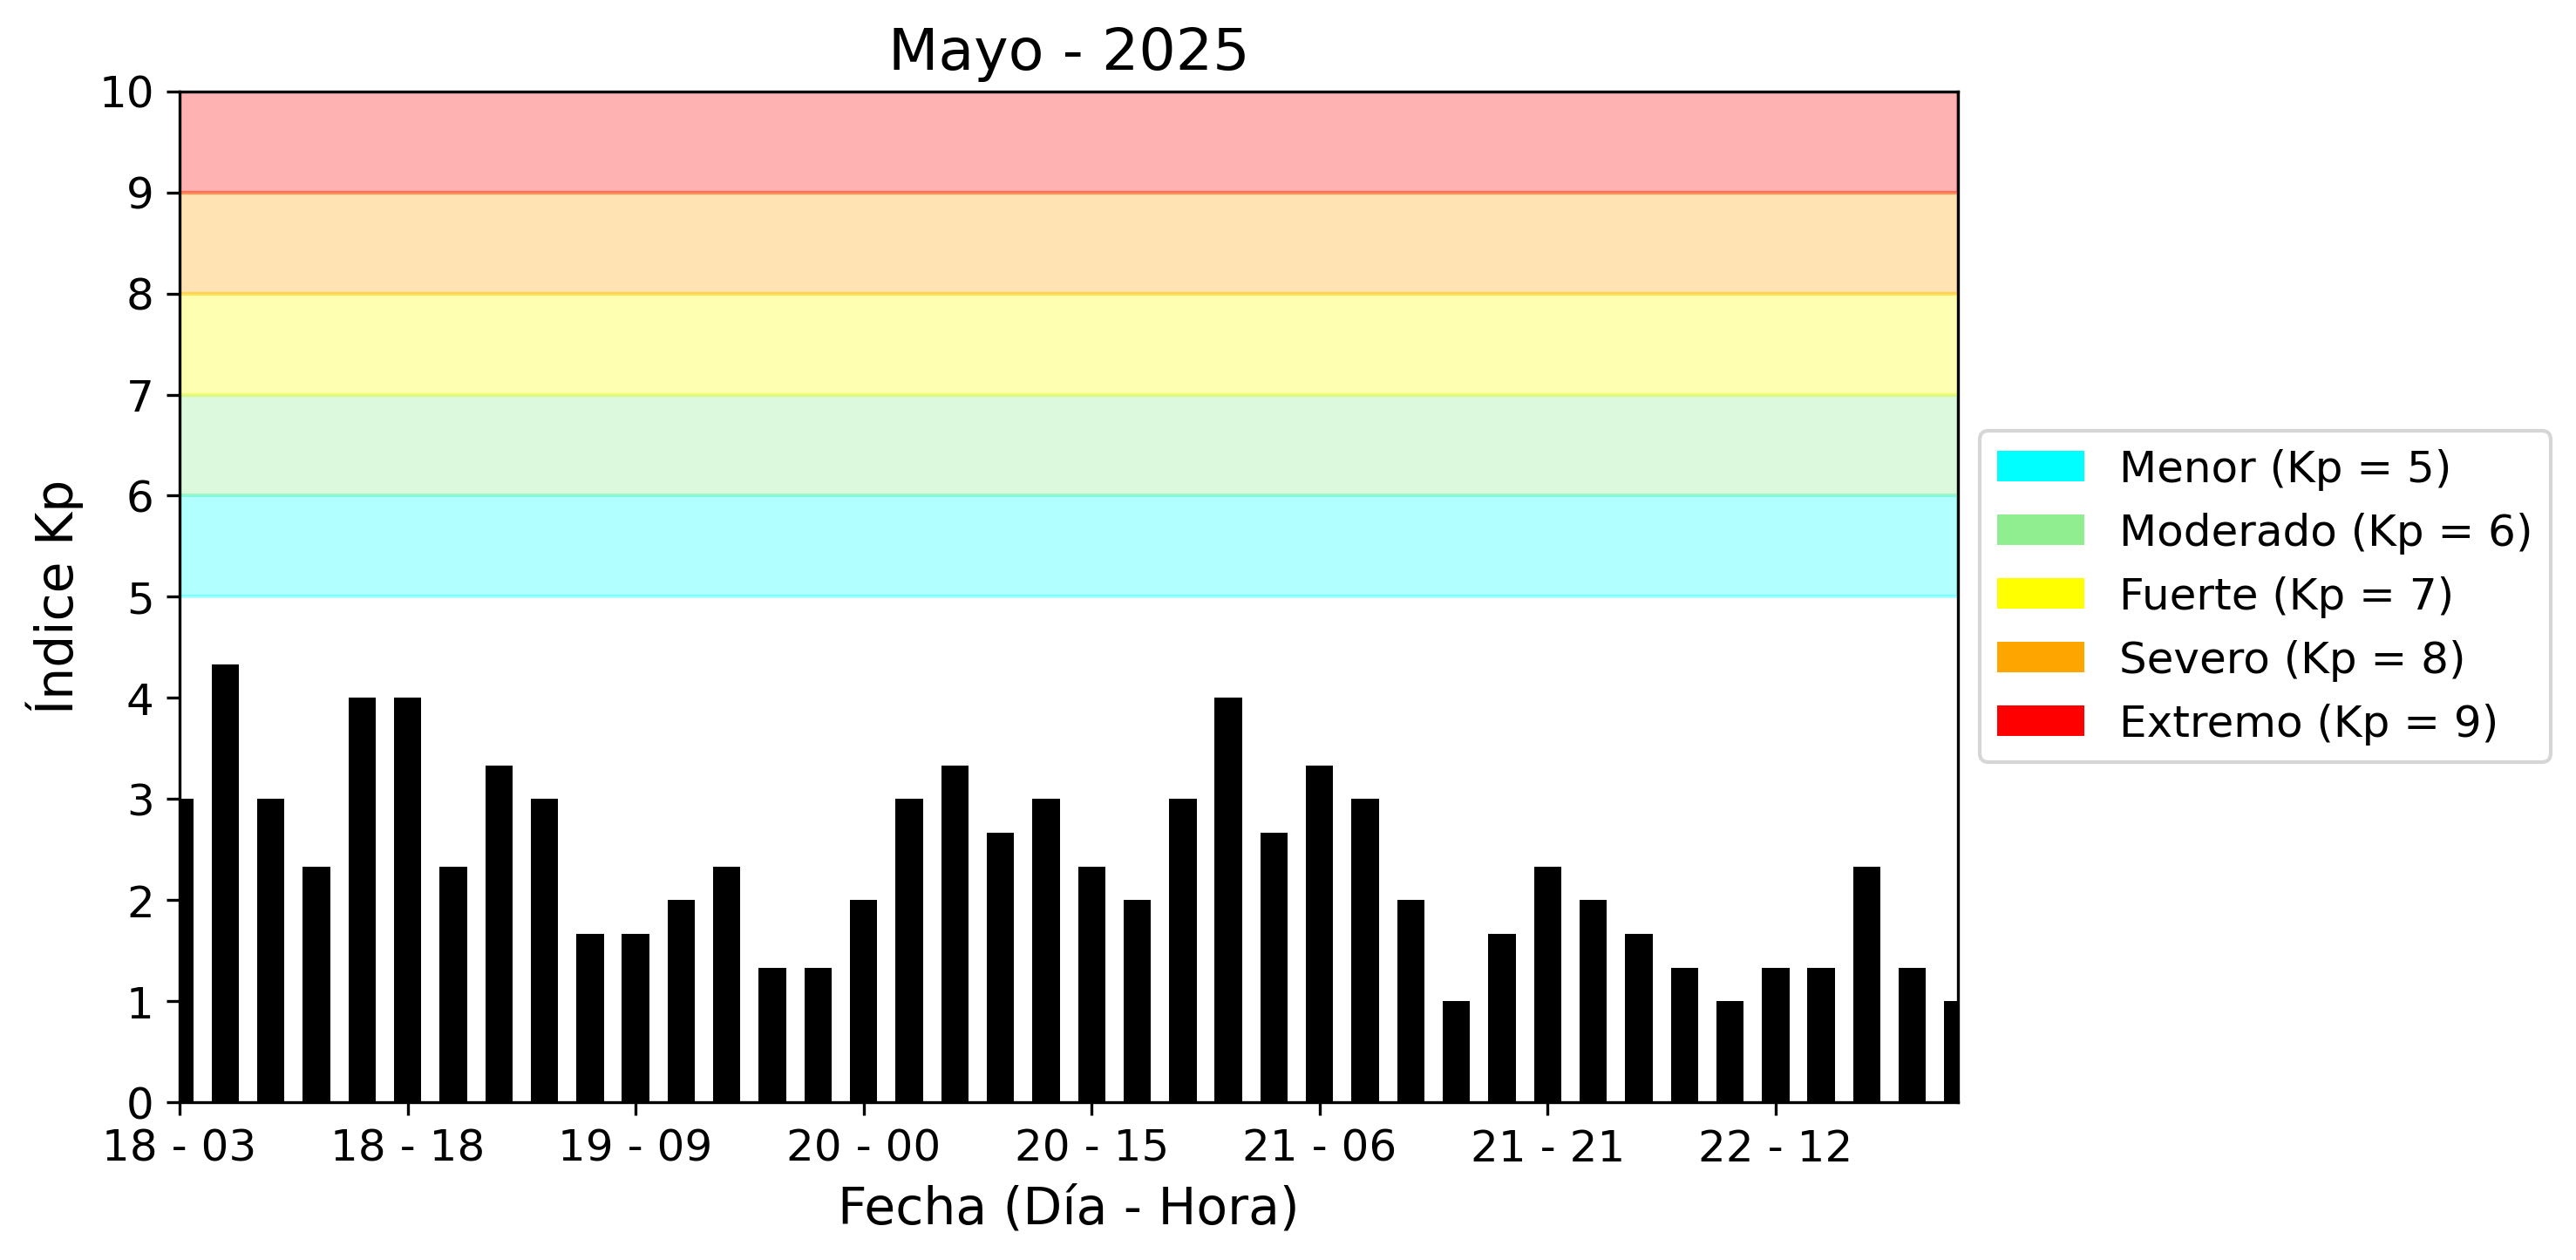 Mayo - 2025
10
9
8
7
6
5
4
3
2
1
0
Índice Kp
18 - 03
18 - 18
19 - 09
20 - 00
20 - 15
21 - 06
21 - 21
22 - 12
Fecha (Día - Hora)
Menor (Kp = 5)
Moderado (Kp = 6)
Fuerte (Kp = 7)
Severo (Kp = 8)
Extremo (Kp = 9)